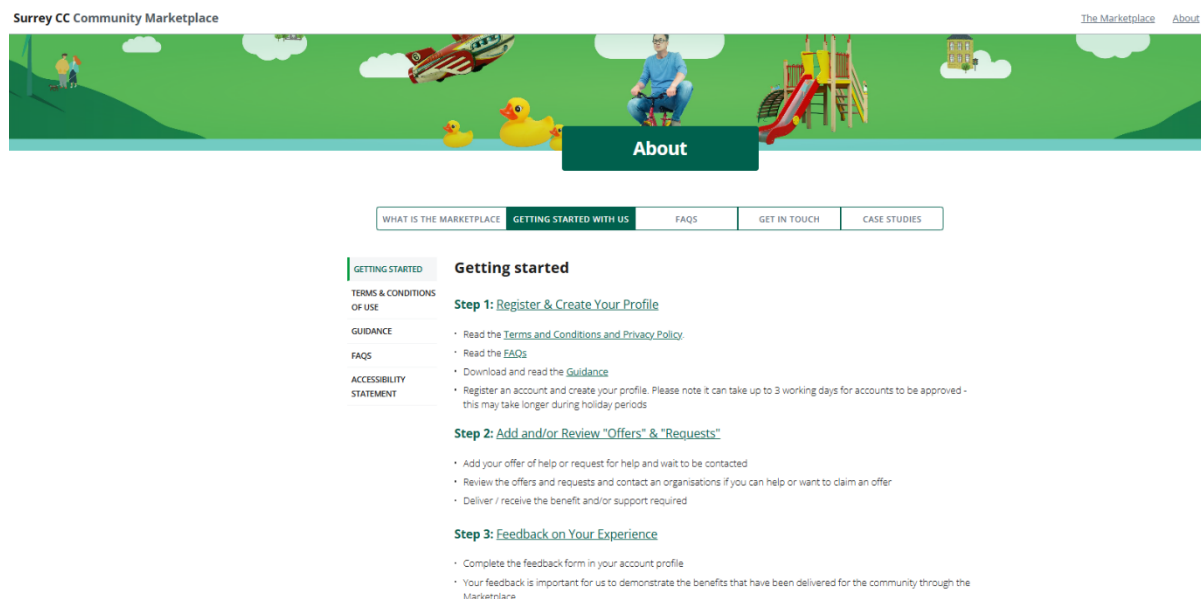 Surrey CC Community Marketplace
The Marketplace About
About
WHAT IS THE MARKETPLACE GETTING STARTED WITH US FAQS GET IN TOUCH CASE STUDIES
GETTING STARTED
TERMS & CONDITIONS
OF USE
GUIDANCE
FAQS
ACCESSIBILITY
STATEMENT
Getting started
Step 1: Register & Create Your Profile
• Read the Terms and Conditions and Privacy Policy.
• Read the FAQs
• Download and read the Guidance
• Register an account and create your profile. Please note it can take up to 3 working days for accounts to be approved -
this may take longer during holiday periods
Step 2: Add and/or Review "Offers" & "Requests"
• Add your offer of help or request for help and wait to be contacted
• Review the offers and requests and contact an organisations if you can help or want to claim an offer
• Deliver / receive the benefit and/or support required
Step 3: Feedback on Your Experience
• Complete the feedback form in your account profile
• Your feedback is important for us to demonstrate the benefits that have been delivered for the community through the
Marketplace